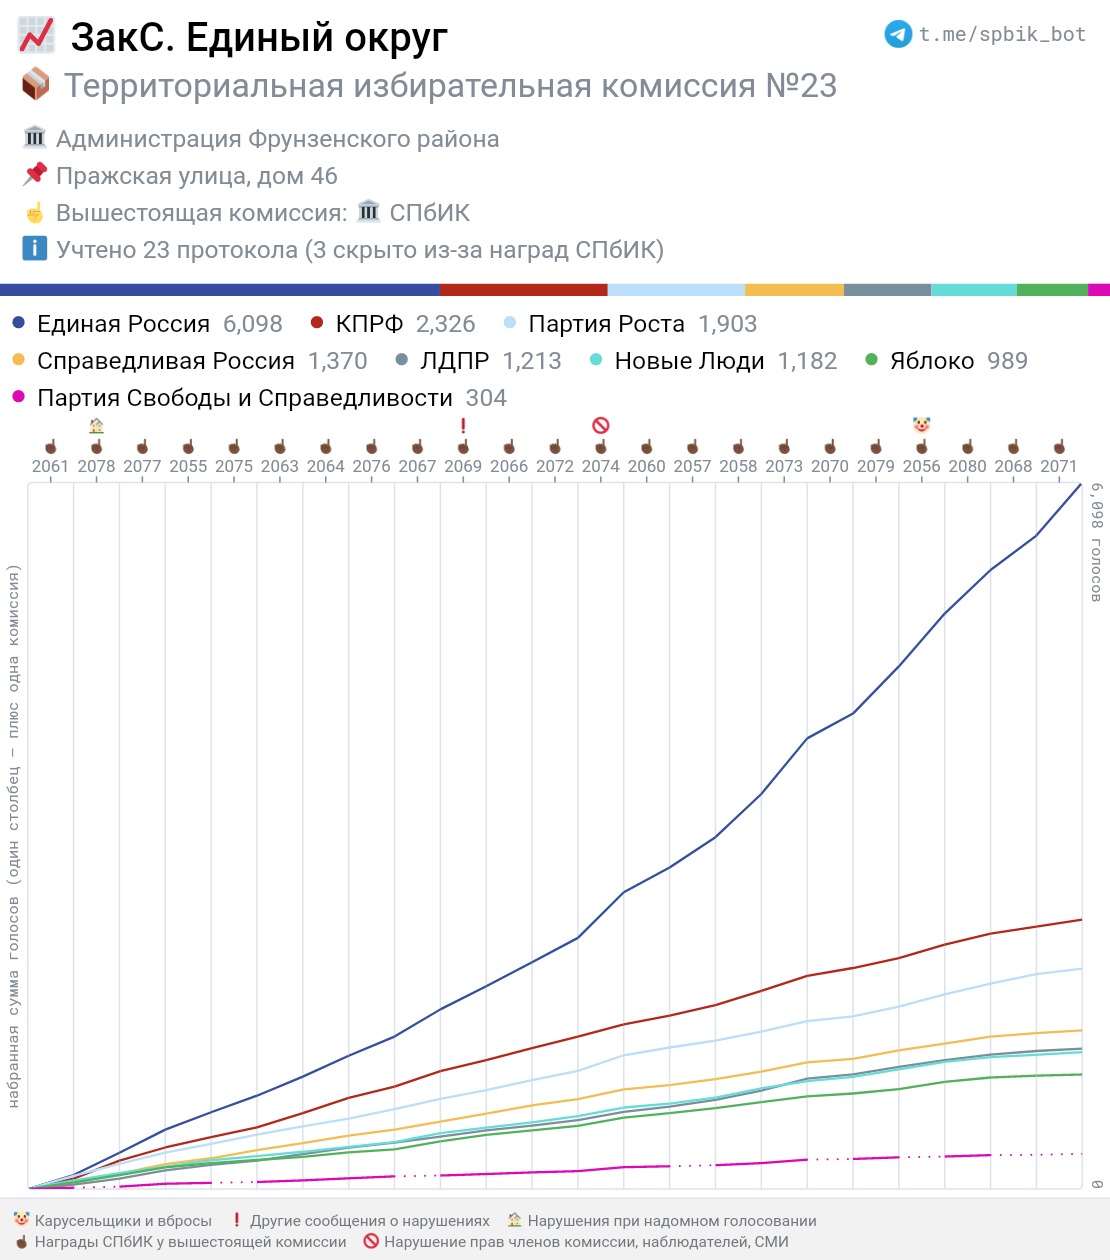 ЗакС. Единый округ
t.me/spbik_bot
Территориальная избирательная комиссия №23
Администрация Фрунзенского района
Пражская улица, дом 46
Вышестоящая комиссия: СПбИК
Учтено 23 протокола (3 скрыто из-за наград СПбИК)
Единая Россия 6,098 КПРФ 2,326 Партия Роста 1,903
Справедливая Россия 1,370 ЛДПР 1,213 Новые Люди 1,182 Яблоко 989
Партия Свободы и Справедливости 304
2061 2078 2077 2055 2075 2063 2064 2076 2067 2069 2066 2072 2074 2060 2057 2058 2073 2070 2079 2056 2080 2068 2071
6,098 голосов
набранная сумма голосов (один столбец — плюс одна комиссия)
0
Карусельщики и вбросы Другие сообщения о нарушениях Нарушения при надомном голосовании
Награды СПбИК у вышестоящей комиссии Нарушение прав членов комиссии, наблюдателей, СМИ